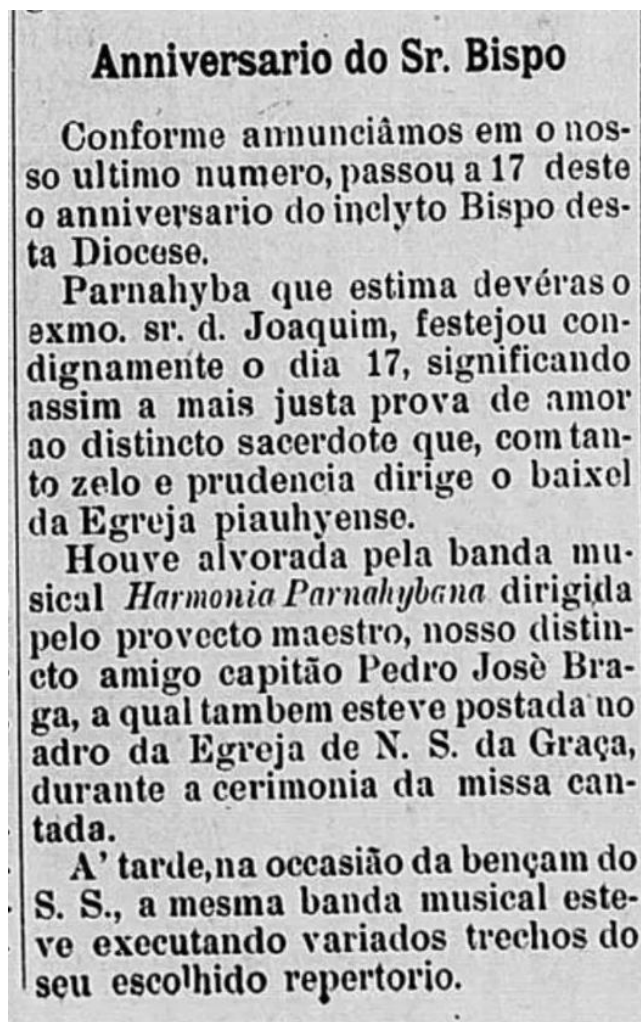 Anniversario do Sr. Bispo
Conforme annunciâmos em o nos-
so ultimo numero, passou a 17 deste
o anniversario do inclyto Bispo des-
ta Diocese.
Parnahyba que estima devéras o
exmo. sr. d. Joaquim, festejou con-
dignamente o dia 17, significando
assim a mais justa prova de amor
ao distincto sacerdote que, com tan-
to zelo e prudencia dirige o baixel
da Egreja piauhyense.
Houve alvorada pela banda mu-
sical Harmonia Parnahybana dirigida
pelo provecto maestro, nosso distin-
cto amigo capitão Pedro Josè Bra-
ga, a qual tambem esteve postada no
adro da Egreja de N. S. da Graça,
durante a cerimonia da missa can-
tada.
A' tarde, na occasião da bençam do
S. S., a mesma banda musical este-
ve executando variados trechos do
seu escolhido repertorio.